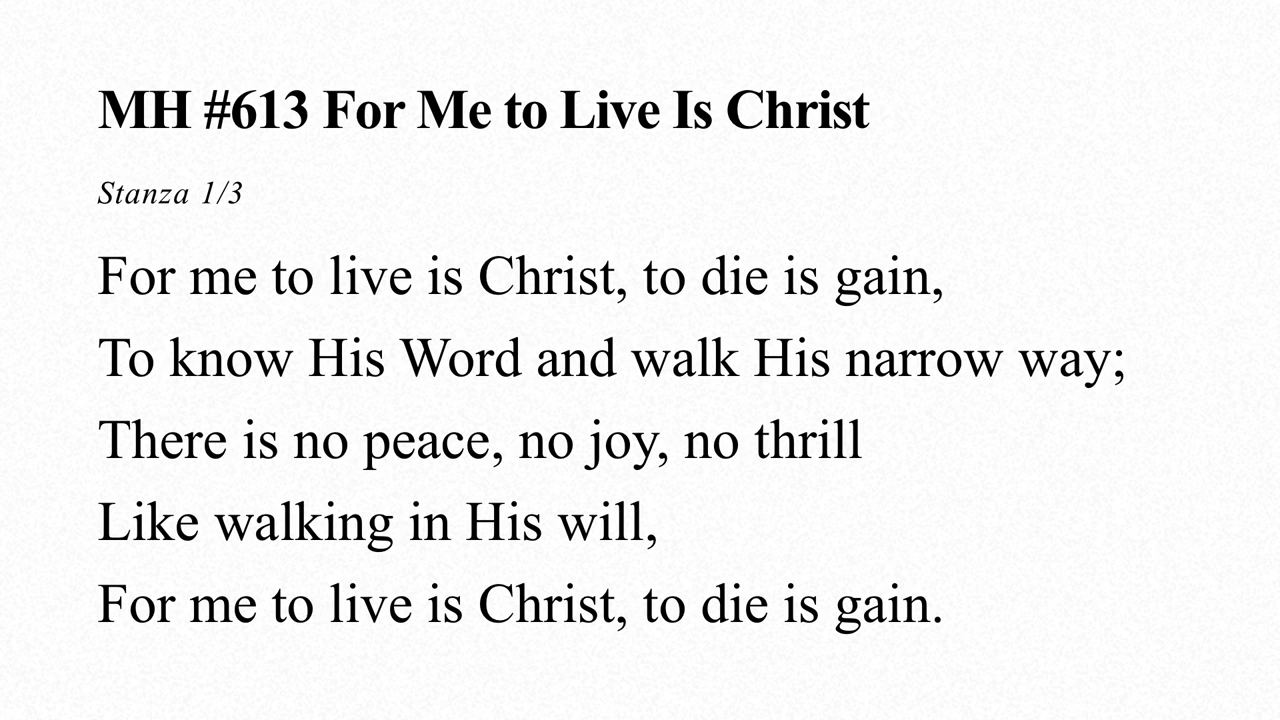 MH #613 For Me to Live Is Christ
Stanza 1/3
For me to live is Christ, to die is gain,
To know His Word and walk His narrow way;
There is no peace, no joy, no thrill
Like walking in His will,
For me to live is Christ, to die is gain.